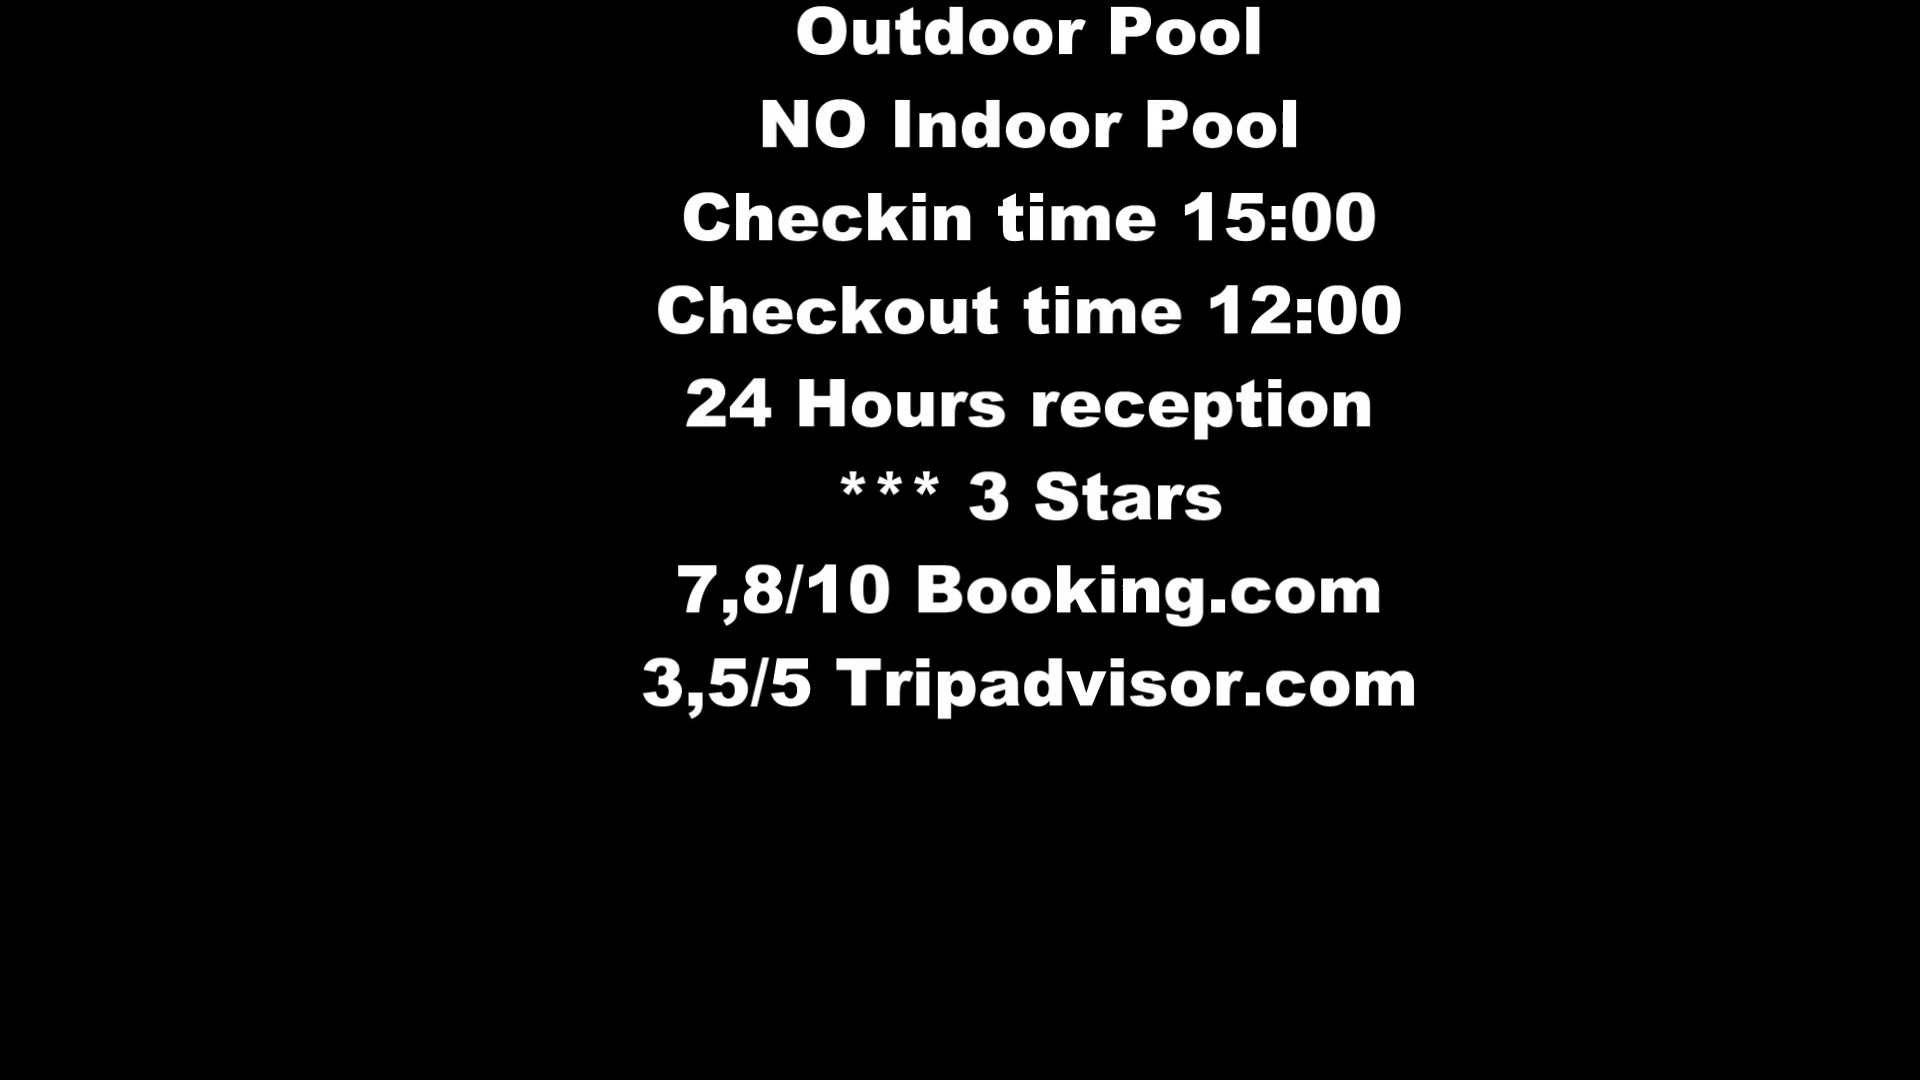 Outdoor Pool
NO Indoor Pool
Checkin time 15:00
Checkout time 12:00
24 Hours reception
*** 3 Stars
7,8/10 Booking.com
3,5/5 Tripadvisor.com